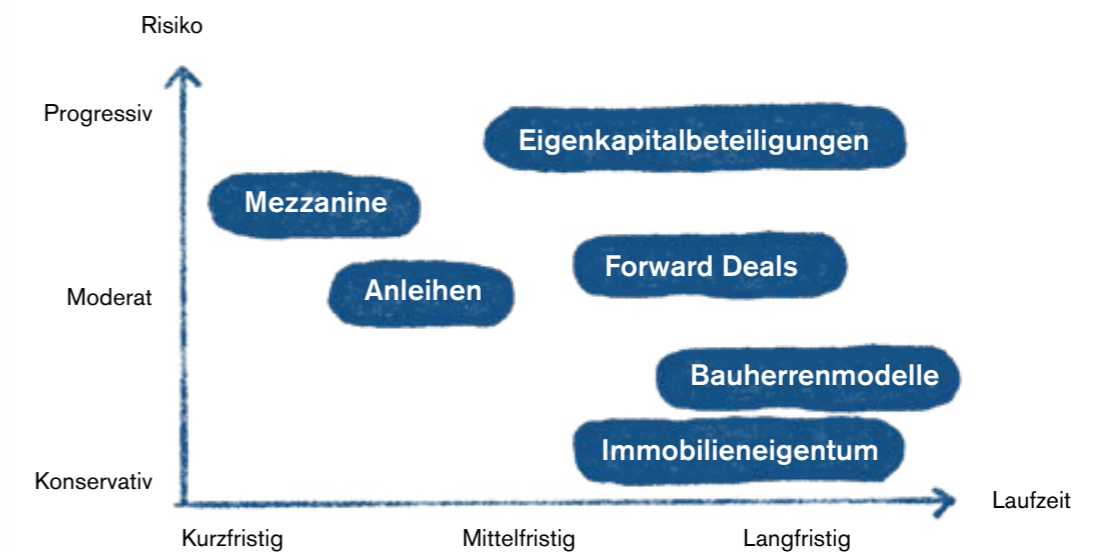 Risiko
Progressiv
Eigenkapitalbeteiligungen
Mezzanine
Forward Deals
Anleihen
Moderat
Bauherrenmodelle
Immobilieneigentum
Konservativ
Laufzeit
Kurzfristig
Mittelfristig
Langfristig